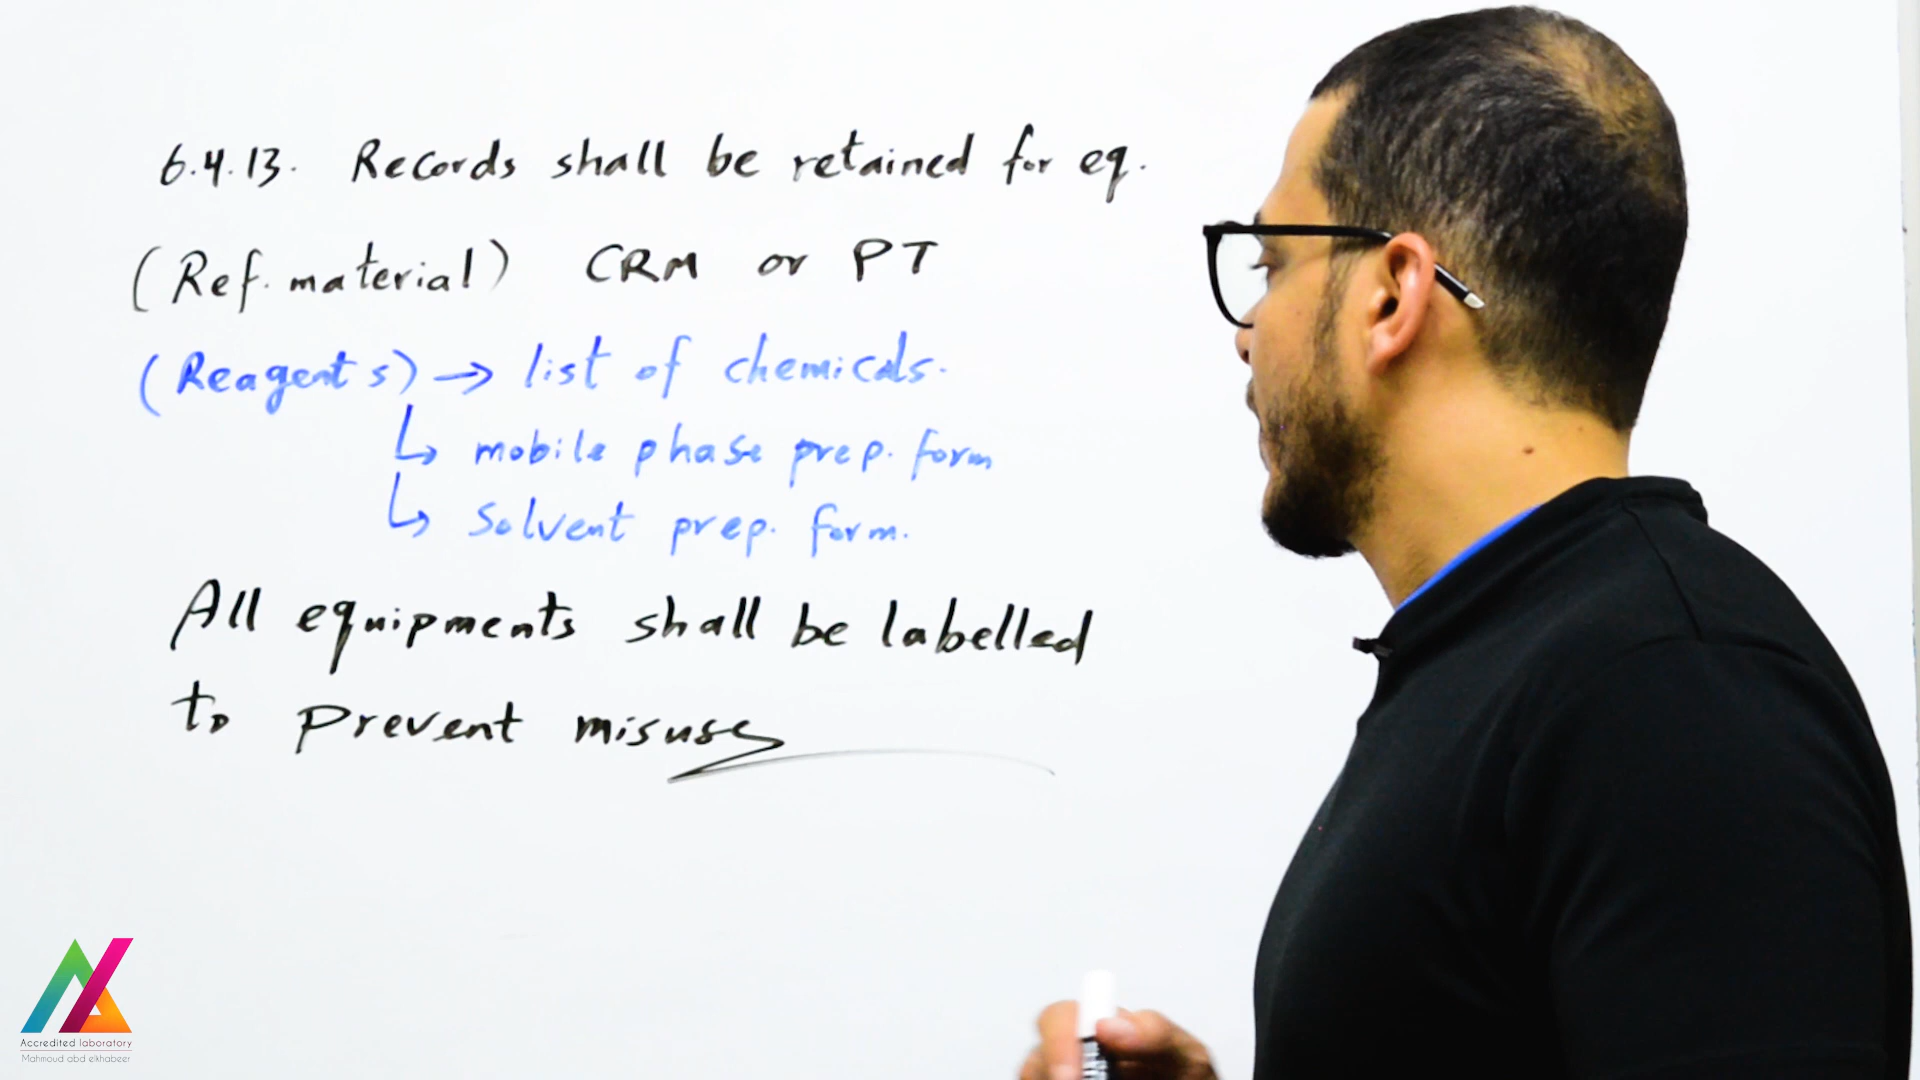 6.4.13. Records shall be retained for eq.
(Ref. material) CRM or PT
(Reagents) → list of chemicals.
↳ mobile phase prep. form
↳ Solvent prep. form.
All equipments shall be labelled
to prevent misuse
Accredited laboratory
Mahmoud abd elkhabeer